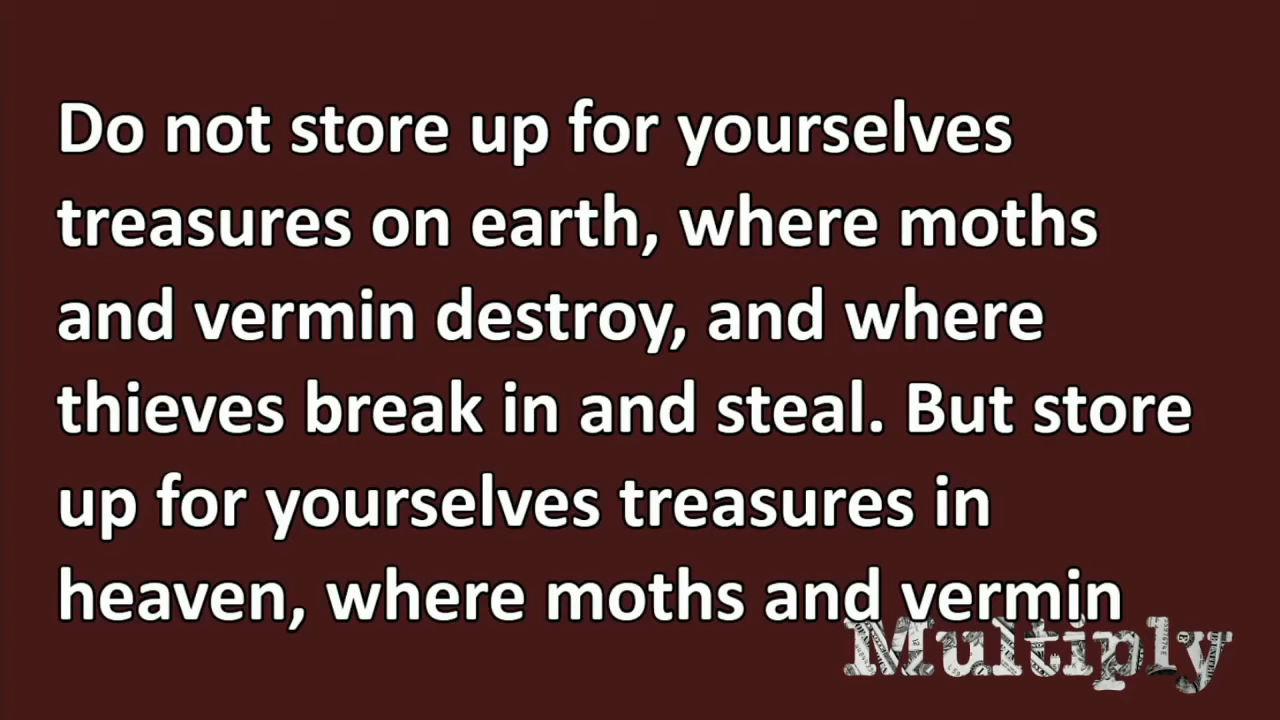 Do not store up for yourselves
treasures on earth, where moths
and vermin destroy, and where
thieves break in and steal. But store
up for yourselves treasures in
heaven, where moths and vermin
Multiply